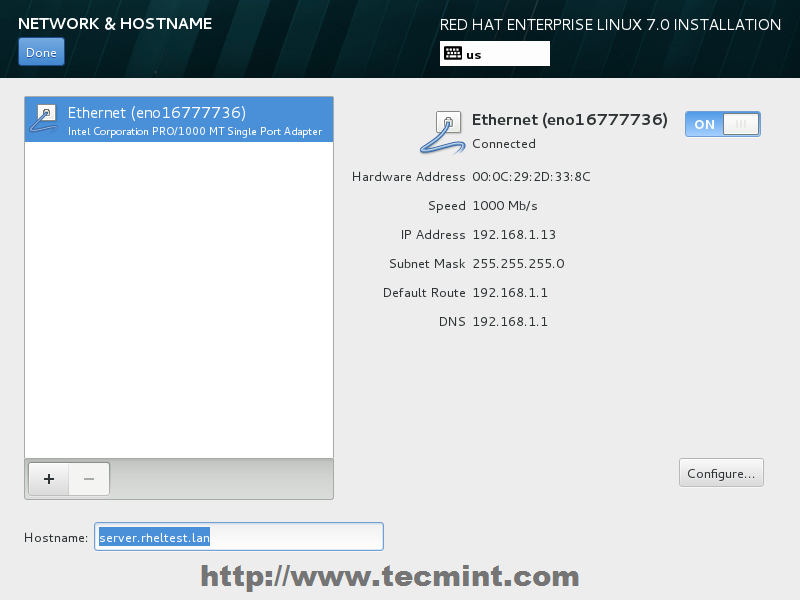 NETWORK & HOSTNAME
RED HAT ENTERPRISE LINUX 7.0 INSTALLATION
Done
us
Ethernet (eno16777736)
Intel Corporation PRO/1000 MT Single Port Adapter
Ethernet (eno16777736)
ON
Connected
Hardware Address 00:0C:29:2D:33:8C
Speed 1000 Mb/s
IP Address 192.168.1.13
Subnet Mask 255.255.255.0
Default Route 192.168.1.1
DNS 192.168.1.1
+ −
Configure...
Hostname: server.rheltest.lan
http://www.tecmint.com